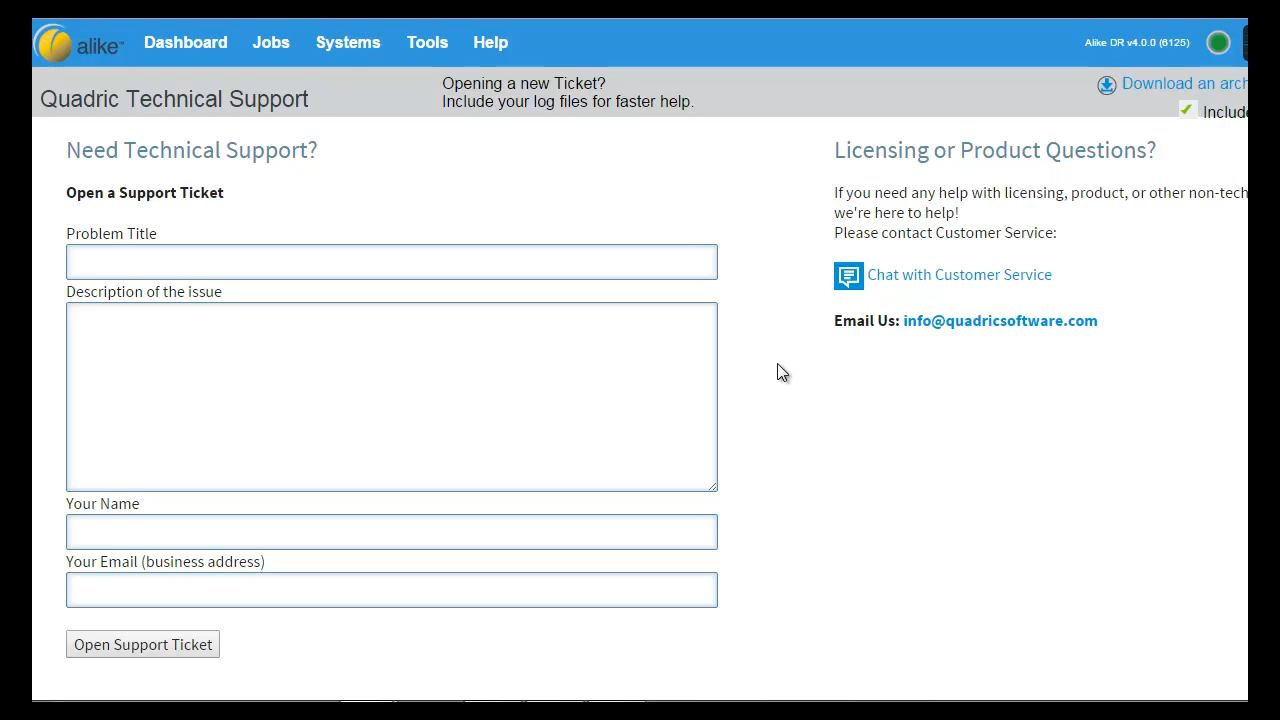 alike™ Dashboard Jobs Systems Tools Help Alike DR v4.0.0 (6125)
Quadric Technical Support
Opening a new Ticket?
Include your log files for faster help.
Download an arch
Include
Need Technical Support?
Open a Support Ticket
Problem Title
Description of the issue
Your Name
Your Email (business address)
Open Support Ticket
Licensing or Product Questions?
If you need any help with licensing, product, or other non-tech
we're here to help!
Please contact Customer Service:
Chat with Customer Service
Email Us: info@quadricsoftware.com